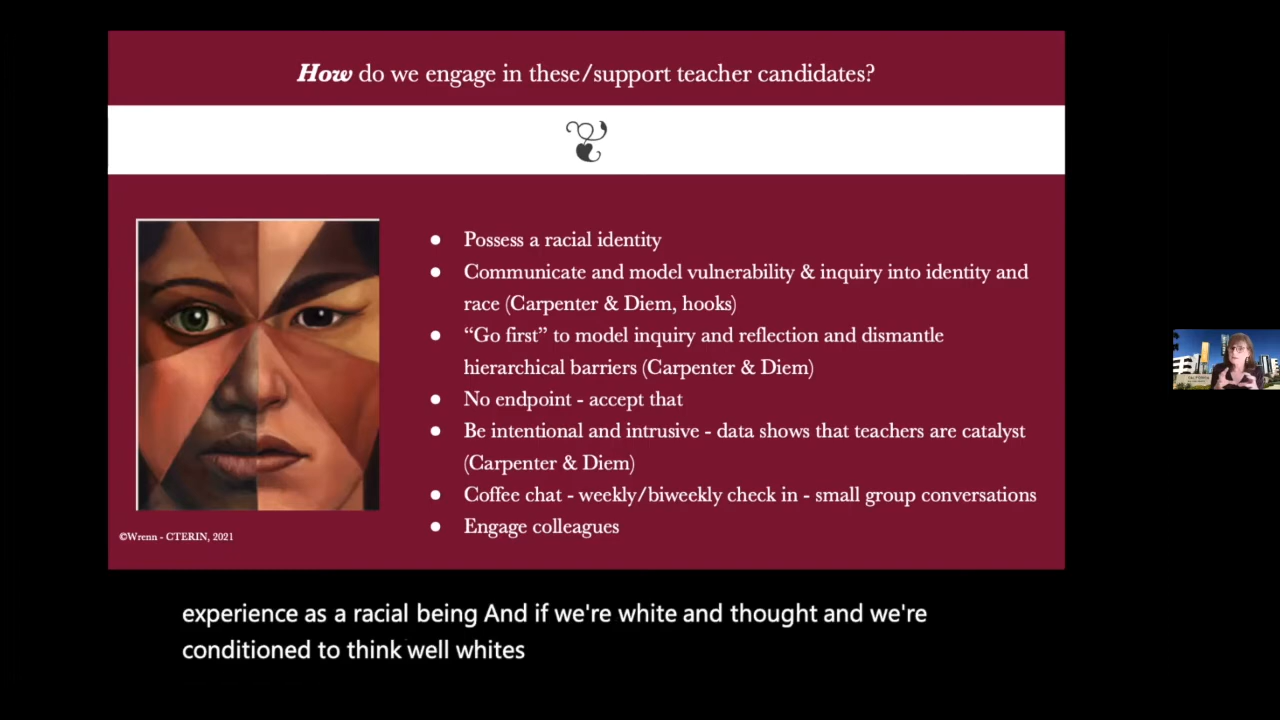 How do we engage in these/support teacher candidates?
● Possess a racial identity
● Communicate and model vulnerability & inquiry into identity and
race (Carpenter & Diem, hooks)
● “Go first” to model inquiry and reflection and dismantle
hierarchical barriers (Carpenter & Diem)
● No endpoint - accept that
● Be intentional and intrusive - data shows that teachers are catalyst
(Carpenter & Diem)
● Coffee chat - weekly/biweekly check in - small group conversations
● Engage colleagues
©Wrenn - CTERIN, 2021
experience as a racial being And if we're white and thought and we're
conditioned to think well whites